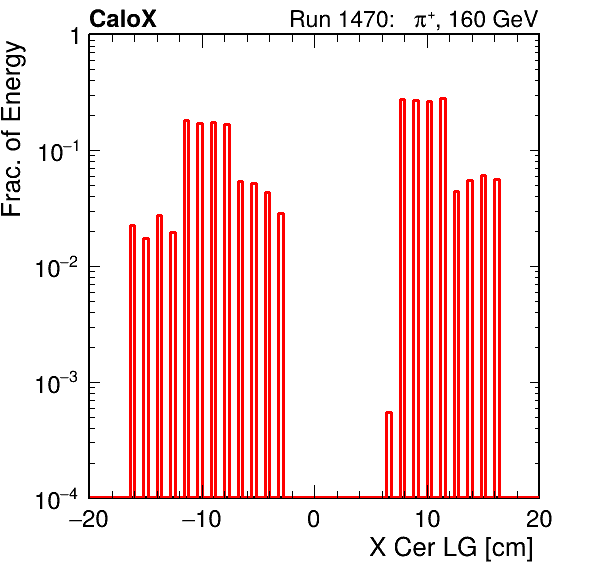 CaloX Run 1470: π⁺, 160 GeV
Frac. of Energy
1
10⁻¹
10⁻²
10⁻³
10⁻⁴
−20 −10 0 10 20
X Cer LG [cm]